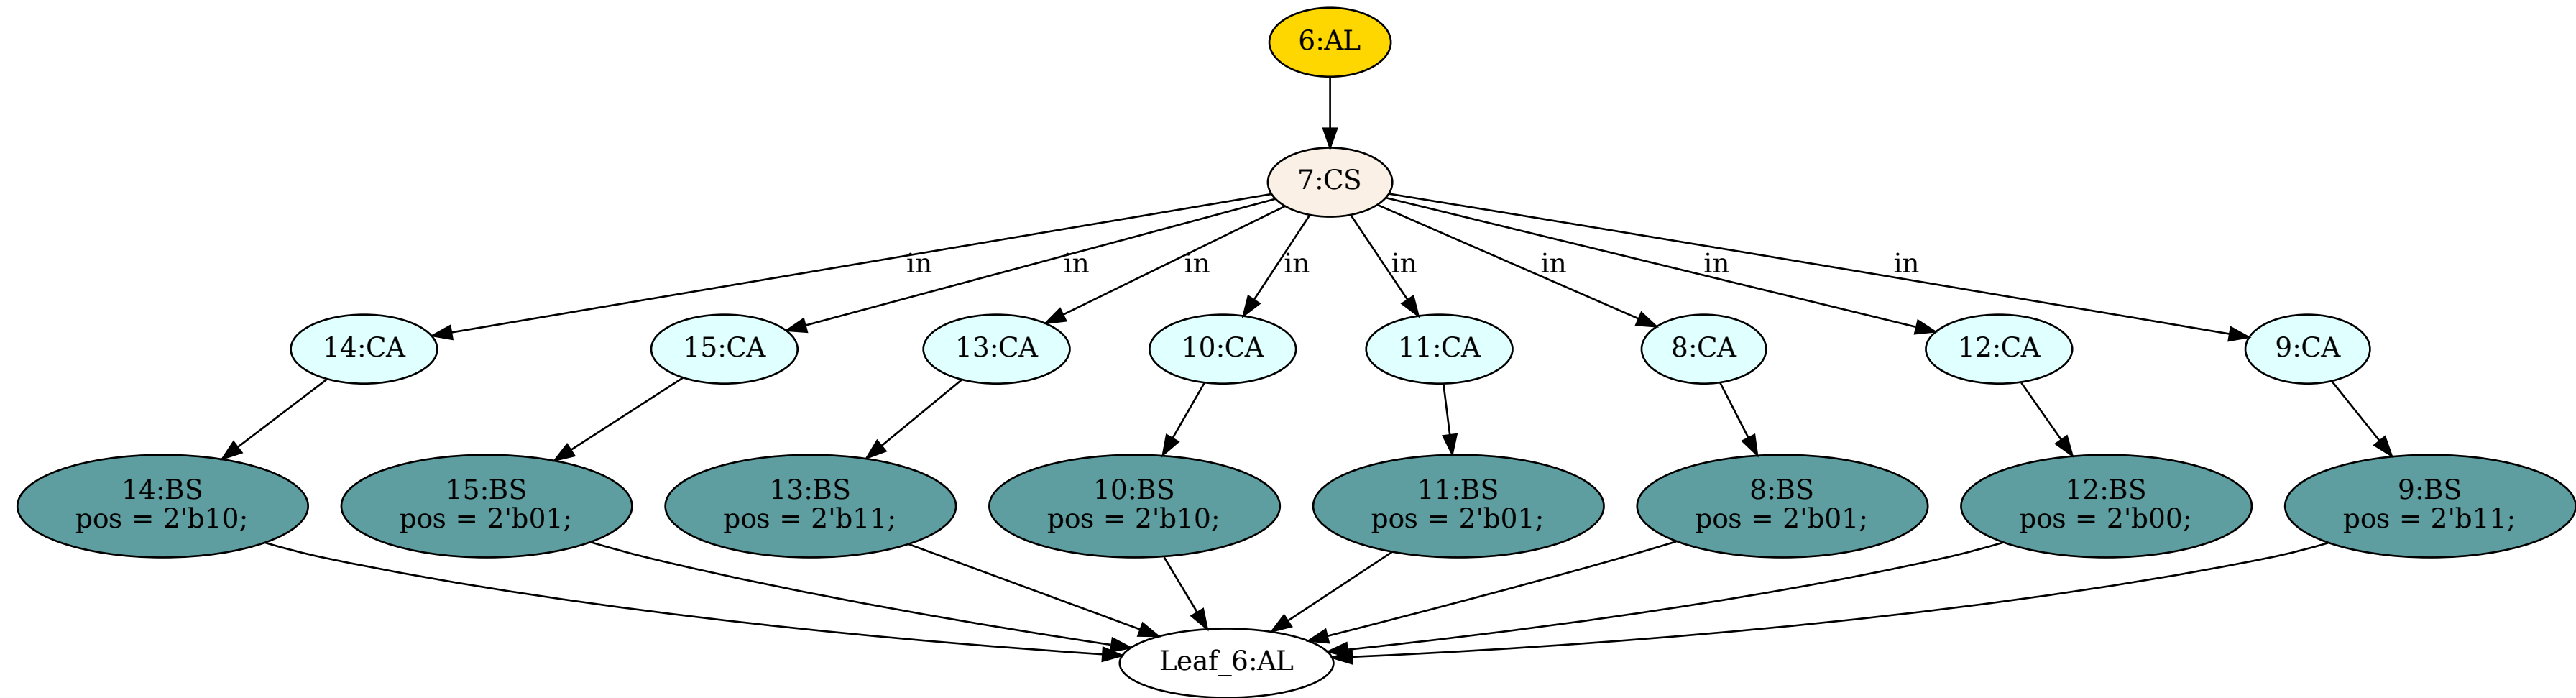 6:AL
7:CS
in
in
in
in
in
in
in
in
14:CA
15:CA
13:CA
10:CA
11:CA
8:CA
12:CA
9:CA
14:BS
pos = 2'b10;
15:BS
pos = 2'b01;
13:BS
pos = 2'b11;
10:BS
pos = 2'b10;
11:BS
pos = 2'b01;
8:BS
pos = 2'b01;
12:BS
pos = 2'b00;
9:BS
pos = 2'b11;
Leaf_6:AL